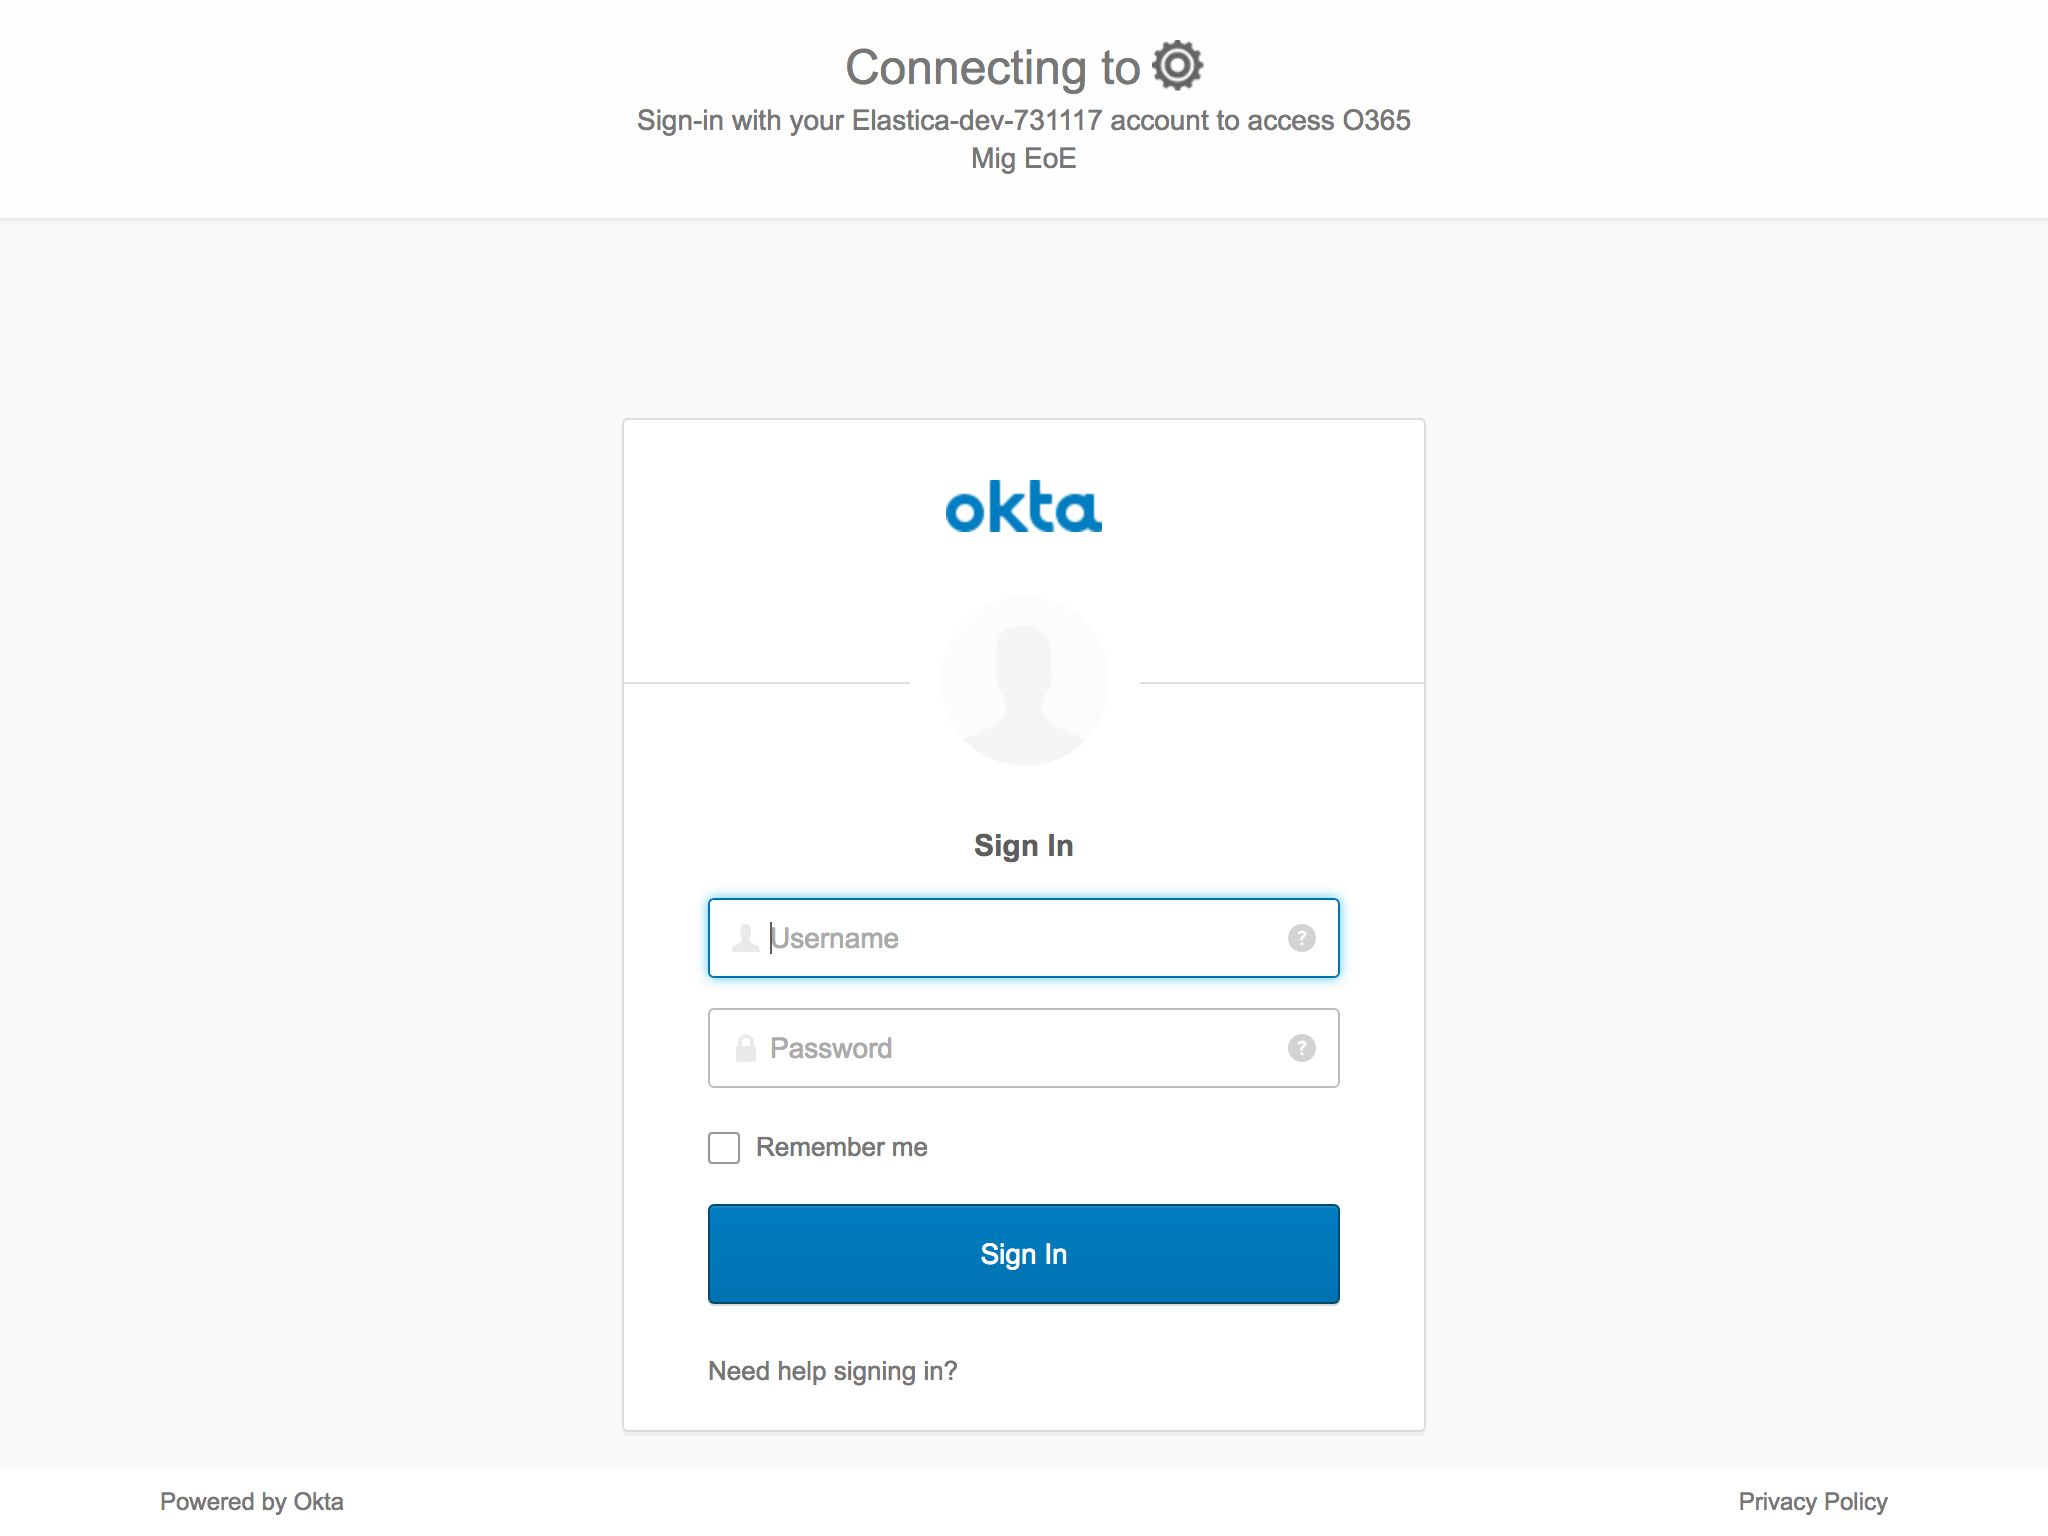 Connecting to
Sign-in with your Elastica-dev-731117 account to access O365
Mig EoE
okta
Sign In
Username
?
Password
?
Remember me
Sign In
Need help signing in?
Powered by Okta
Privacy Policy